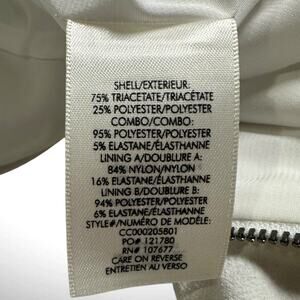 SHELL/EXTERIEUR:
75% TRIACETATE/TRIACÉTATE
25% POLYESTER/POLYESTER
COMBO/COMBO:
95% POLYESTER/POLYESTER
5% ELASTANE/ÉLASTHANNE
LINING A/DOUBLURE A:
84% NYLON/NYLON
16% ELASTANE/ÉLASTHANNE
LINING B/DOUBLURE B:
94% POLYESTER/POLYESTER
6% ELASTANE/ÉLASTHANNE
STYLE#/NUMÉRO DE MODÈLE:
CC000205801
PO# 121780
RN# 107677
CARE ON REVERSE
ENTRETIEN AU VERSO